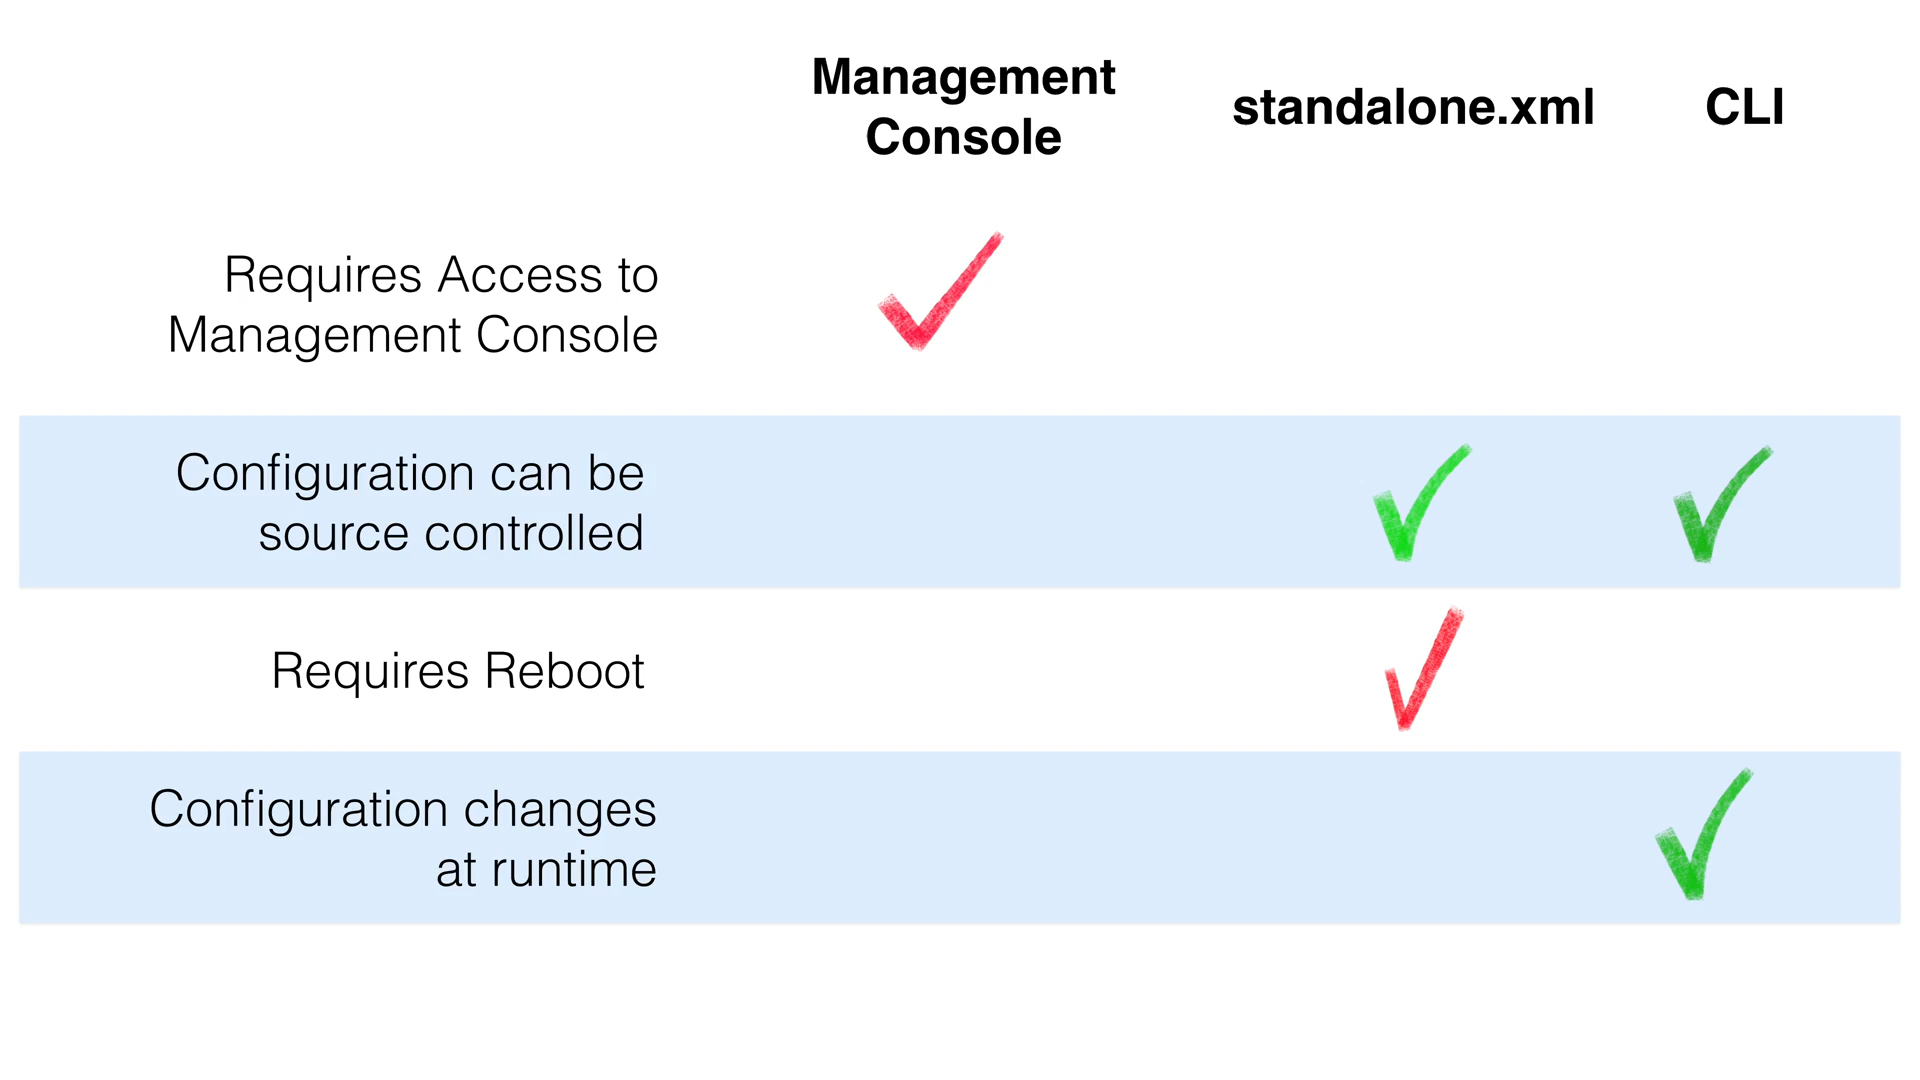 Management
Console
standalone.xml
CLI
Requires Access to
Management Console
Configuration can be
source controlled
Requires Reboot
Configuration changes
at runtime